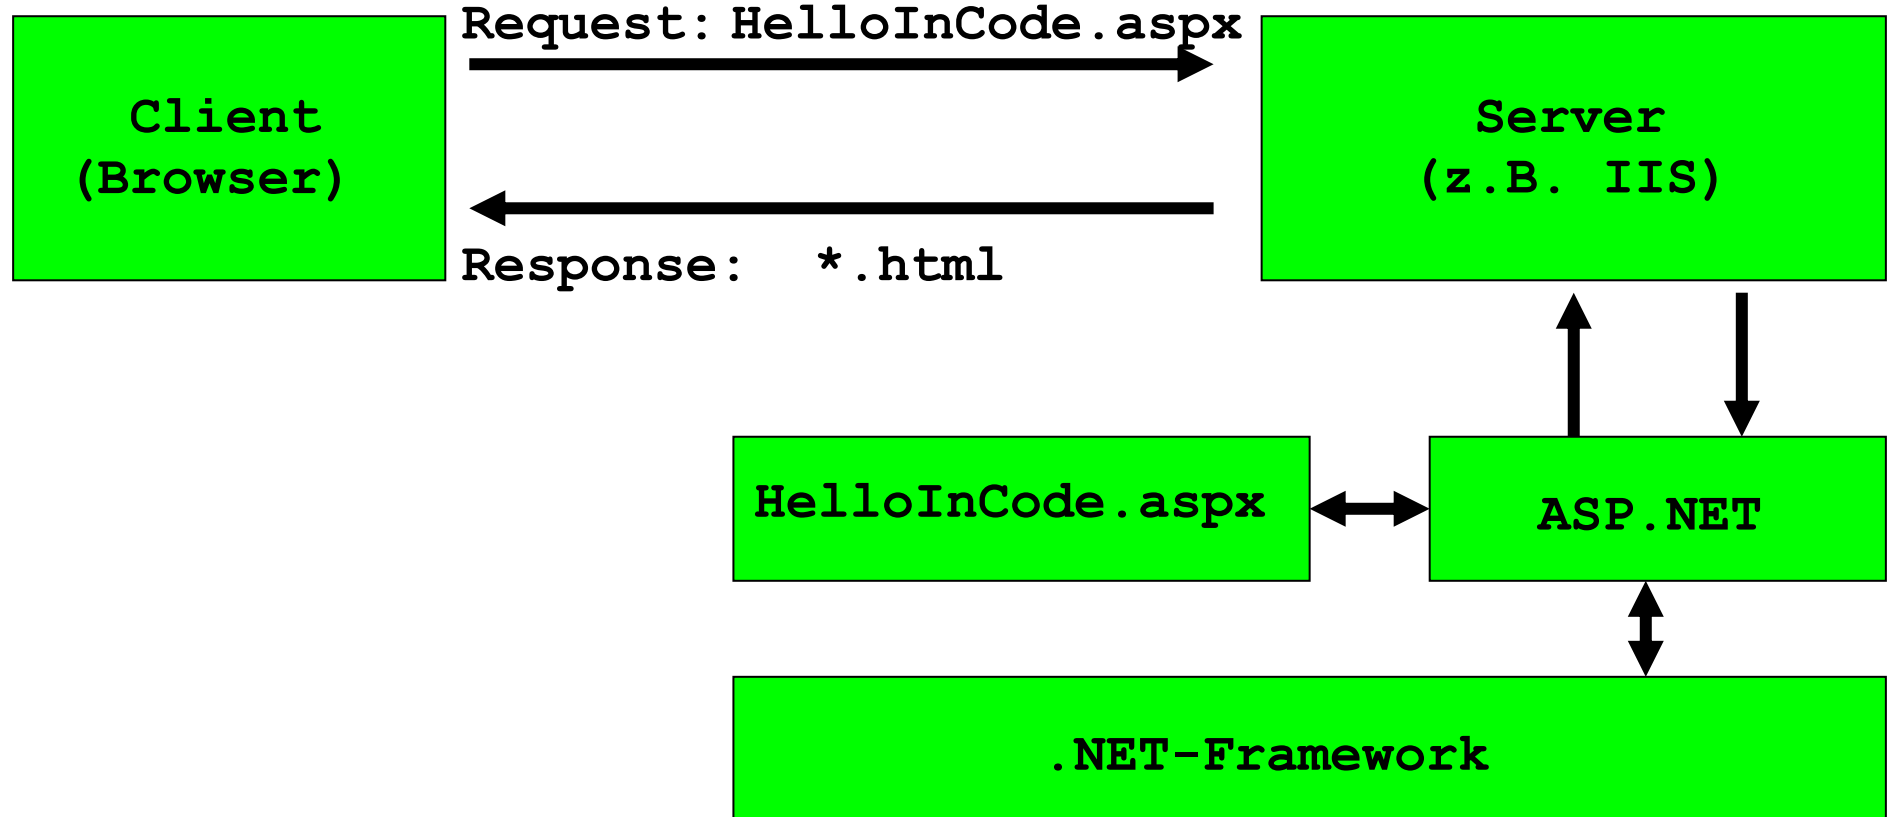 Request: HelloInCode.aspx
Client
(Browser)
Server
(z.B. IIS)
Response: *.html
HelloInCode.aspx
ASP.NET
.NET-Framework